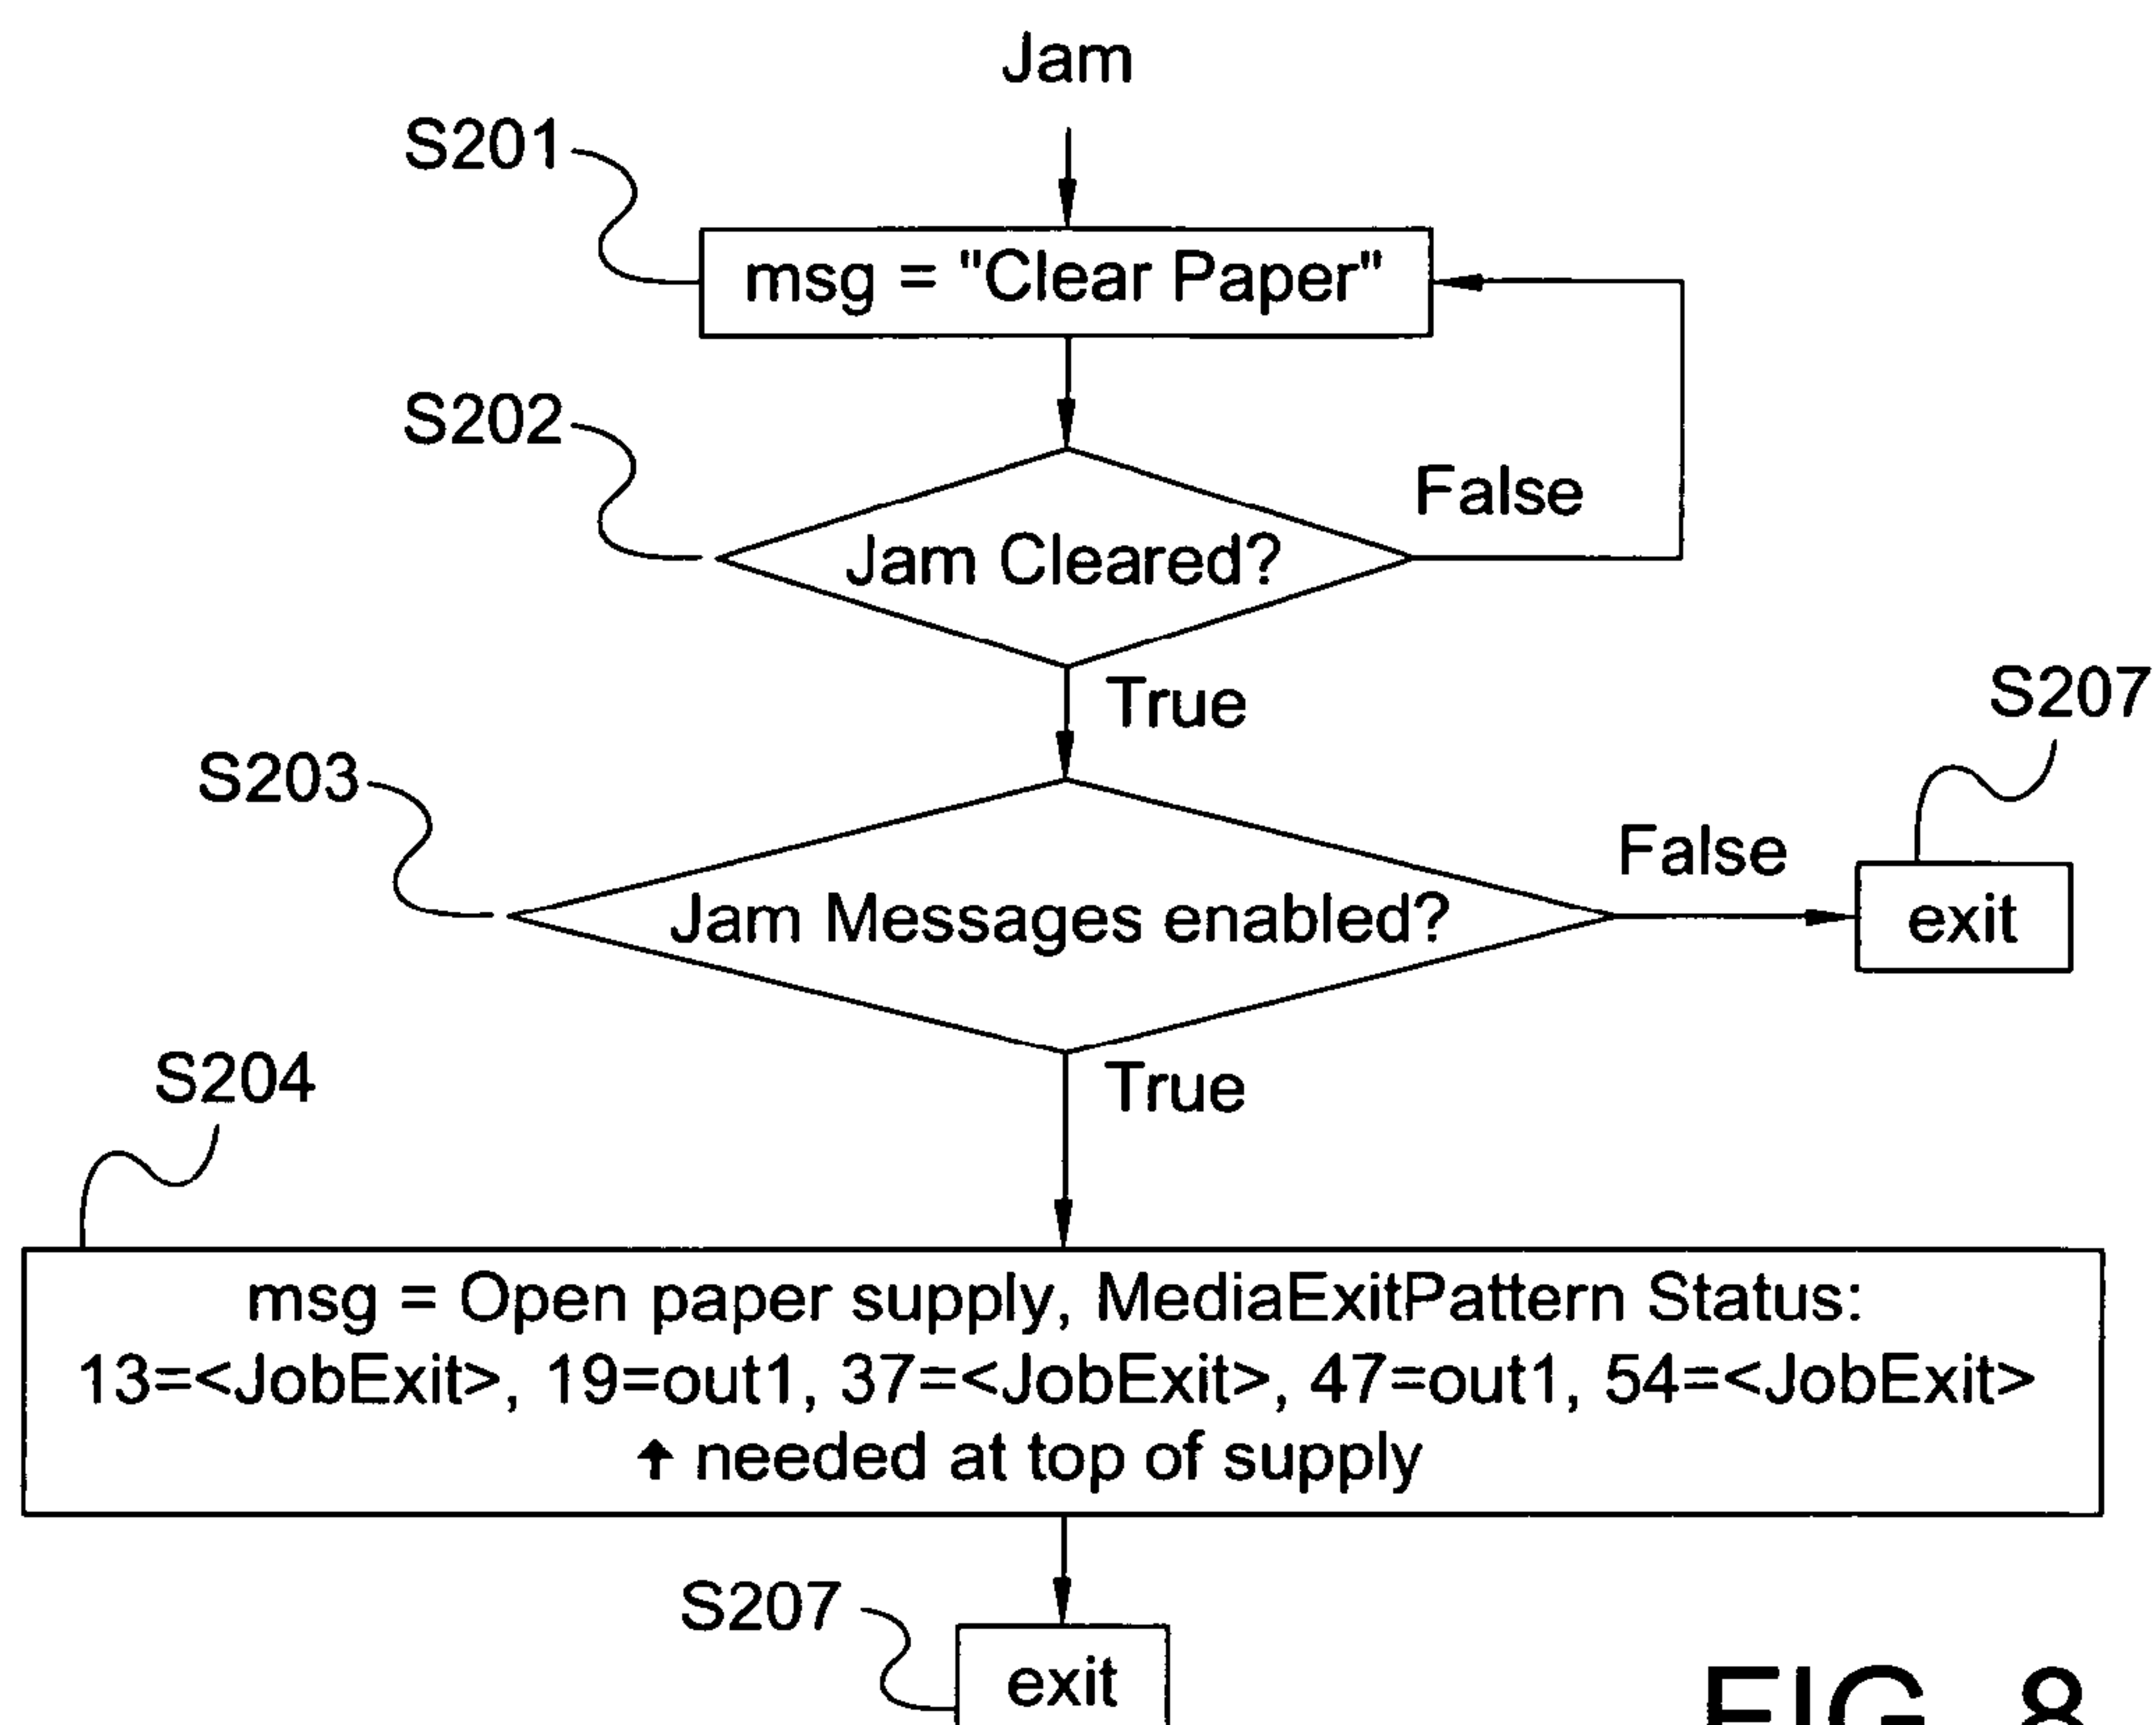 Jam
S201
msg = "Clear Paper"
S202
Jam Cleared?
False
True
S207
S203
Jam Messages enabled?
False
exit
True
S204
msg = Open paper supply, MediaExitPattern Status:
13=<JobExit>, 19=out1, 37=<JobExit>, 47=out1, 54=<JobExit>
↑ needed at top of supply
S207
exit
FIG. 8